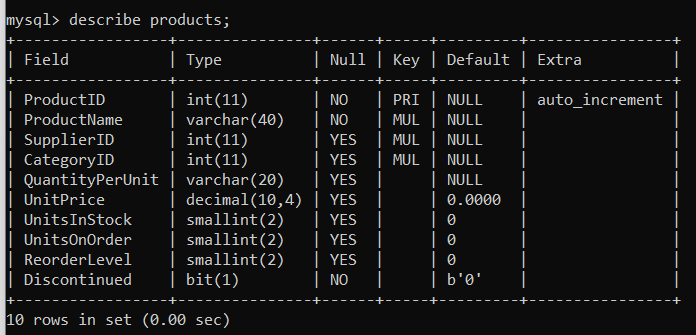 mysql> describe products;
+-----------------+---------------+------+-----+---------+----------------+
| Field           | Type          | Null | Key | Default | Extra          |
+-----------------+---------------+------+-----+---------+----------------+
| ProductID       | int(11)       | NO   | PRI | NULL    | auto_increment |
| ProductName     | varchar(40)   | NO   | MUL | NULL    |                |
| SupplierID      | int(11)       | YES  | MUL | NULL    |                |
| CategoryID      | int(11)       | YES  | MUL | NULL    |                |
| QuantityPerUnit | varchar(20)   | YES  |     | NULL    |                |
| UnitPrice       | decimal(10,4) | YES  |     | 0.0000  |                |
| UnitsInStock    | smallint(2)   | YES  |     | 0       |                |
| UnitsOnOrder    | smallint(2)   | YES  |     | 0       |                |
| ReorderLevel    | smallint(2)   | YES  |     | 0       |                |
| Discontinued    | bit(1)        | NO   |     | b'0'    |                |
+-----------------+---------------+------+-----+---------+----------------+
10 rows in set (0.00 sec)